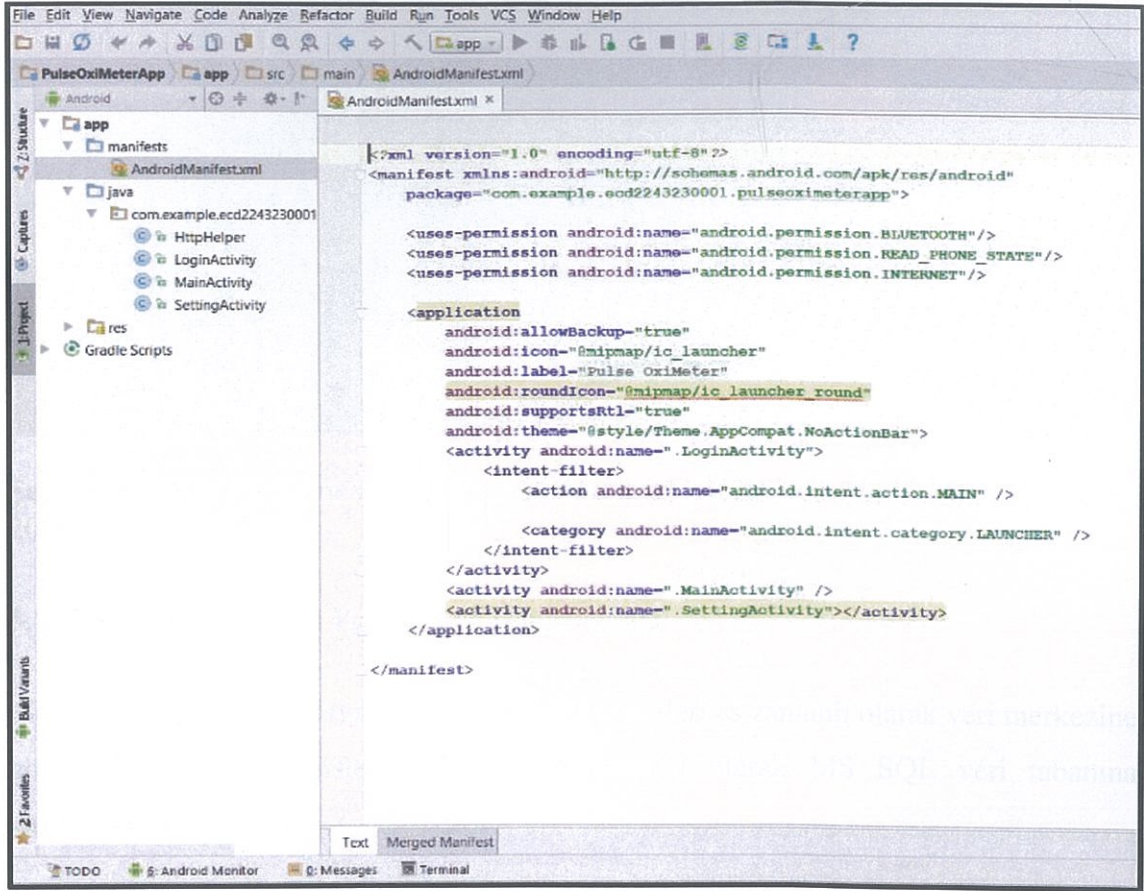 File Edit View Navigate Code Analyze Refactor Build Run Tools VCS Window Help
app
PulseOxiMeterApp app src main AndroidManifest.xml
Android
AndroidManifest.xml
Z: Structure
Captures
1: Project
Build Variants
2: Favorites
app
manifests
AndroidManifest.xml
java
com.example.ecd2243230001
HttpHelper
LoginActivity
MainActivity
SettingActivity
res
Gradle Scripts
<?xml version="1.0" encoding="utf-8"?>
<manifest xmlns:android="http://schemas.android.com/apk/res/android"
package="com.example.ecd2243230001.pulseoximeterapp">
<uses-permission android:name="android.permission.BLUETOOTH"/>
<uses-permission android:name="android.permission.READ_PHONE_STATE"/>
<uses-permission android:name="android.permission.INTERNET"/>
<application
android:allowBackup="true"
android:icon="@mipmap/ic_launcher"
android:label="Pulse OxiMeter"
android:roundIcon="@mipmap/ic_launcher_round"
android:supportsRtl="true"
android:theme="@style/Theme.AppCompat.NoActionBar">
<activity android:name=".LoginActivity">
<intent-filter>
<action android:name="android.intent.action.MAIN" />
<category android:name="android.intent.category.LAUNCHER" />
</intent-filter>
</activity>
<activity android:name=".MainActivity" />
<activity android:name=".SettingActivity"></activity>
</application>
</manifest>
olarak veri merkezine
MS SQL veri tabanına
Text Merged Manifest
TODO 6: Android Monitor 0: Messages Terminal